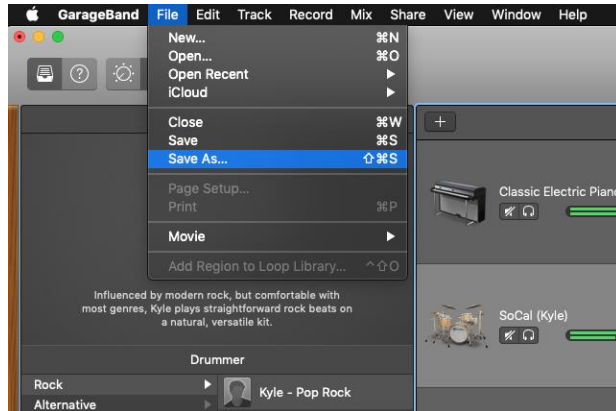 GarageBand File Edit Track Record Mix Share View Window Help
New... ⌘N
Open... ⌘O
Open Recent ▶
iCloud ▶
Close ⌘W
Save ⌘S
Save As... ⇧⌘S
Page Setup...
Print ⌘P
Movie ▶
Add Region to Loop Library... ^⇧O
Influenced by modern rock, but comfortable with
most genres, Kyle plays straightforward rock beats on
a natural, versatile kit.
Drummer
Rock ▶
Alternative ▶
Kyle - Pop Rock
+
Classic Electric Piano
SoCal (Kyle)